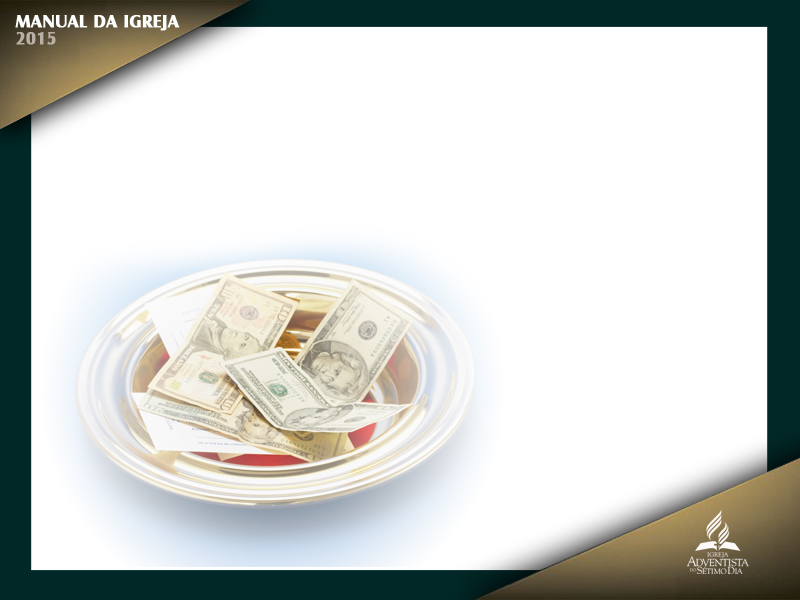 MANUAL DA IGREJA
2015
IGREJA
ADVENTISTA
DO SÉTIMO DIA